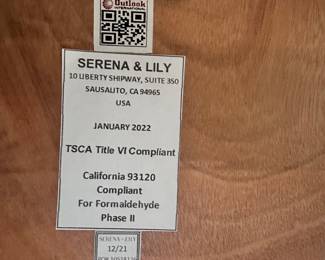 Outlook
INTERNATIONAL
SERENA & LILY
10 LIBERTY SHIPWAY, SUITE 350
SAUSALITO, CA 94965
USA
JANUARY 2022
TSCA Title VI Compliant
California 93120
Compliant
For Formaldehyde
Phase II
SERENA & LILY
12/21